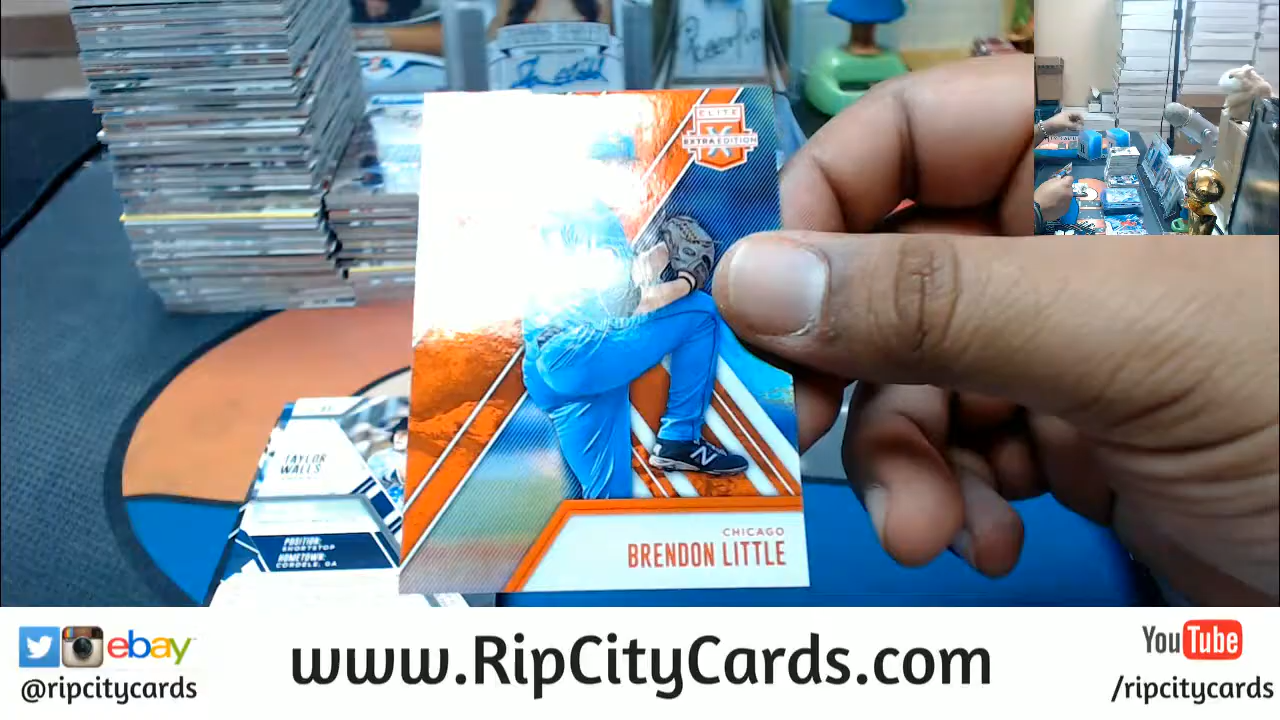 ELITE
EXTRA EDITION
CHICAGO
BRENDON LITTLE
TAYLOR
WALLS
POSITION:
SHORTSTOP
HOMETOWN:
CORDELE, GA
ebay
@ripcitycards
www.RipCityCards.com
YouTube
/ripcitycards